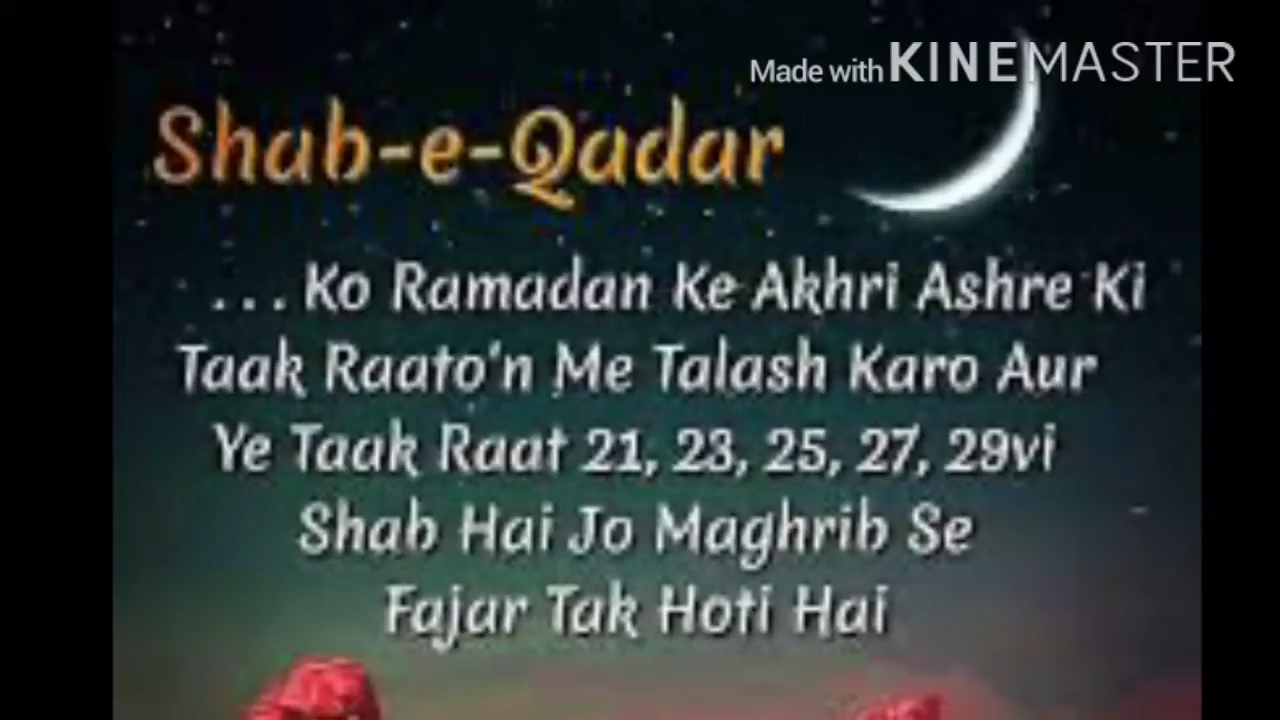 Made with KINEMASTER
Shab-e-Qadar
... Ko Ramadan Ke Akhri Ashre Ki
Taak Raato'n Me Talash Karo Aur
Ye Taak Raat 21, 23, 25, 27, 29vi
Shab Hai Jo Maghrib Se
Fajar Tak Hoti Hai